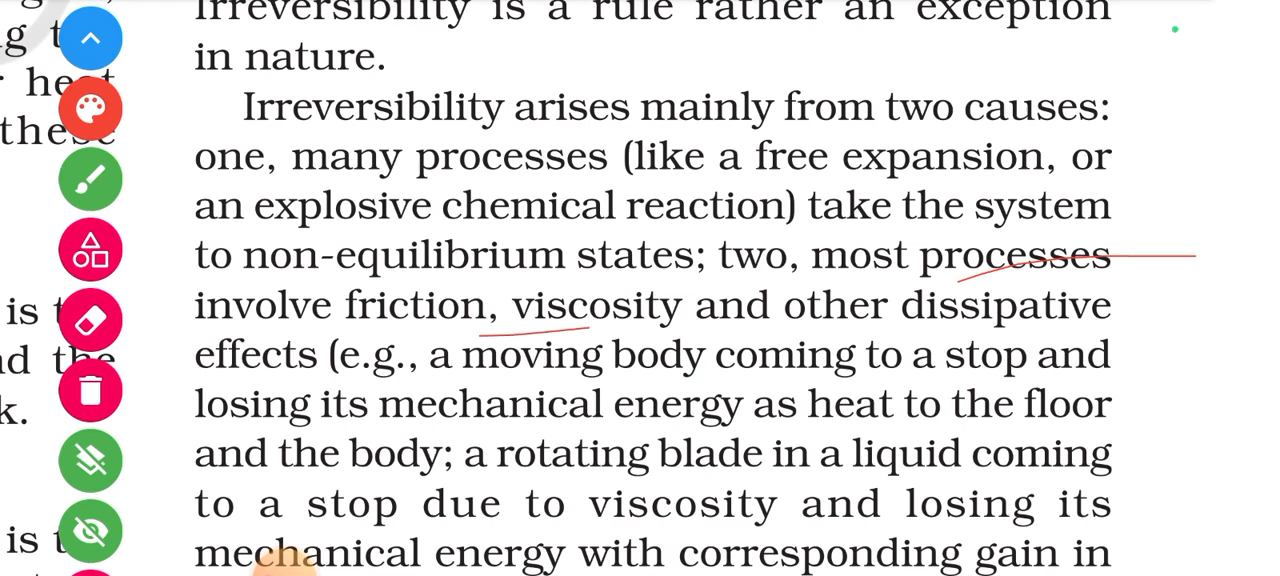 Irreversibility is a rule rather an exception
in nature.
Irreversibility arises mainly from two causes:
one, many processes (like a free expansion, or
an explosive chemical reaction) take the system
to non-equilibrium states; two, most processes
involve friction, viscosity and other dissipative
effects (e.g., a moving body coming to a stop and
losing its mechanical energy as heat to the floor
and the body; a rotating blade in a liquid coming
to a stop due to viscosity and losing its
mechanical energy with corresponding gain in
these
is
is